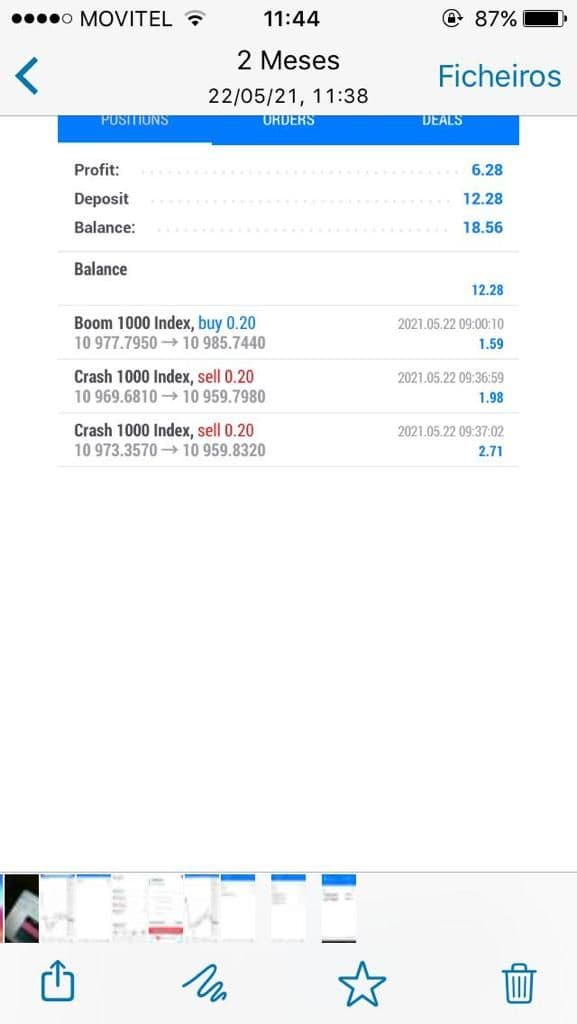 MOVITEL 11:44 87%
2 Meses
22/05/21, 11:38
Ficheiros
POSITIONS ORDERS DEALS
Profit: 6.28
Deposit 12.28
Balance: 18.56
Balance
12.28
Boom 1000 Index, buy 0.20 2021.05.22 09:00:10
10 977.7950 → 10 985.7440 1.59
Crash 1000 Index, sell 0.20 2021.05.22 09:36:59
10 969.6810 → 10 959.7980 1.98
Crash 1000 Index, sell 0.20 2021.05.22 09:37:02
10 973.3570 → 10 959.8320 2.71